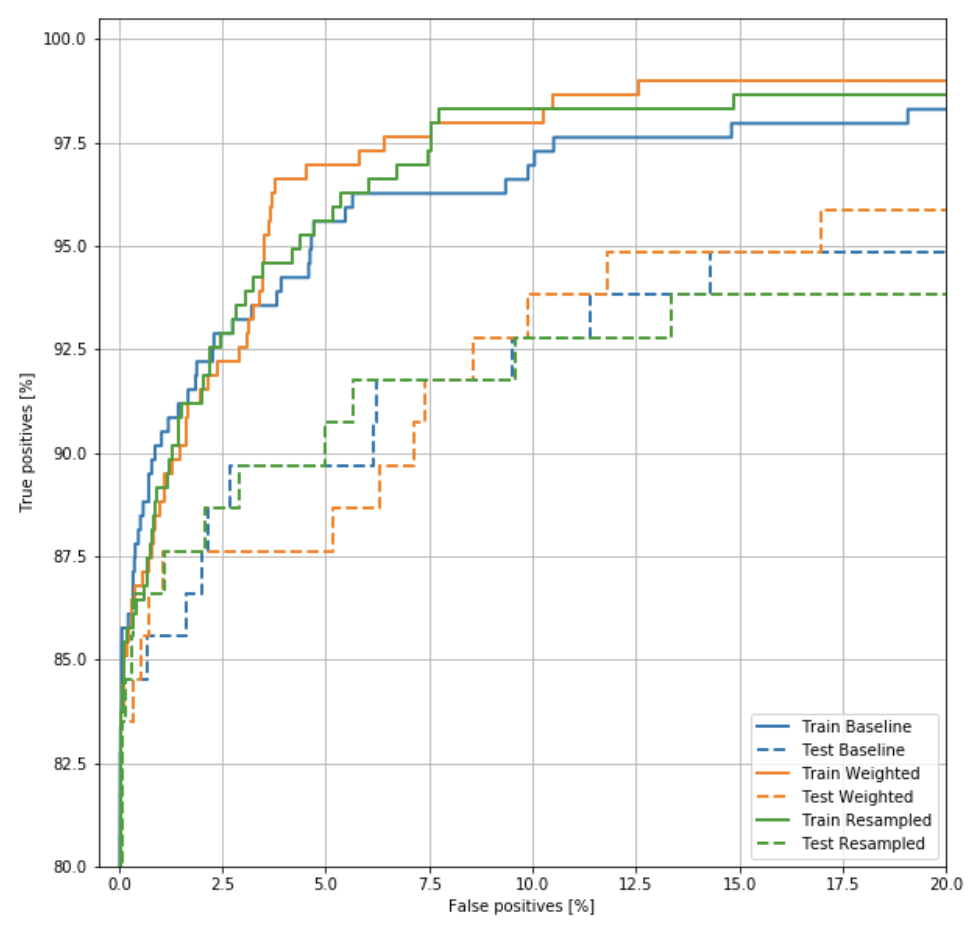 100.0
97.5
95.0
92.5
90.0
87.5
85.0
82.5
80.0
True positives [%]
0.0 2.5 5.0 7.5 10.0 12.5 15.0 17.5 20.0
False positives [%]
Train Baseline
Test Baseline
Train Weighted
Test Weighted
Train Resampled
Test Resampled